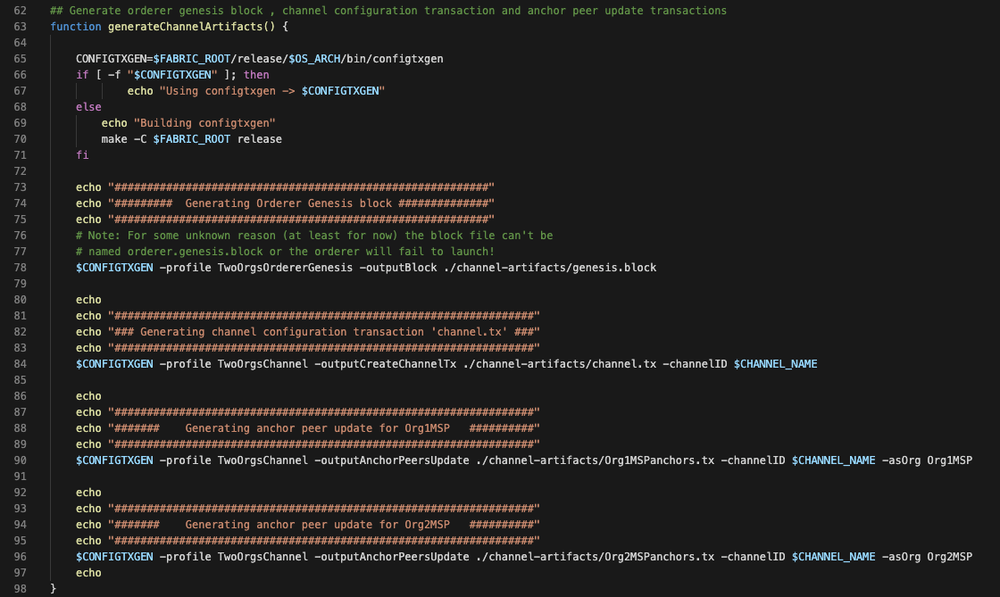 62 ## Generate orderer genesis block , channel configuration transaction and anchor peer update transactions
63 function generateChannelArtifacts() {
64
65 CONFIGTXGEN=$FABRIC_ROOT/release/$OS_ARCH/bin/configtxgen
66 if [ -f "$CONFIGTXGEN" ]; then
67 echo "Using configtxgen -> $CONFIGTXGEN"
68 else
69 echo "Building configtxgen"
70 make -C $FABRIC_ROOT release
71 fi
72
73 echo "##########################################################"
74 echo "#########  Generating Orderer Genesis block ##############"
75 echo "##########################################################"
76 # Note: For some unknown reason (at least for now) the block file can't be
77 # named orderer.genesis.block or the orderer will fail to launch!
78 $CONFIGTXGEN -profile TwoOrgsOrdererGenesis -outputBlock ./channel-artifacts/genesis.block
79
80 echo
81 echo "#################################################################"
82 echo "### Generating channel configuration transaction 'channel.tx' ###"
83 echo "#################################################################"
84 $CONFIGTXGEN -profile TwoOrgsChannel -outputCreateChannelTx ./channel-artifacts/channel.tx -channelID $CHANNEL_NAME
85
86 echo
87 echo "#################################################################"
88 echo "#######    Generating anchor peer update for Org1MSP   ##########"
89 echo "#################################################################"
90 $CONFIGTXGEN -profile TwoOrgsChannel -outputAnchorPeersUpdate ./channel-artifacts/Org1MSPanchors.tx -channelID $CHANNEL_NAME -asOrg Org1MSP
91
92 echo
93 echo "#################################################################"
94 echo "#######    Generating anchor peer update for Org2MSP   ##########"
95 echo "#################################################################"
96 $CONFIGTXGEN -profile TwoOrgsChannel -outputAnchorPeersUpdate ./channel-artifacts/Org2MSPanchors.tx -channelID $CHANNEL_NAME -asOrg Org2MSP
97 echo
98 }